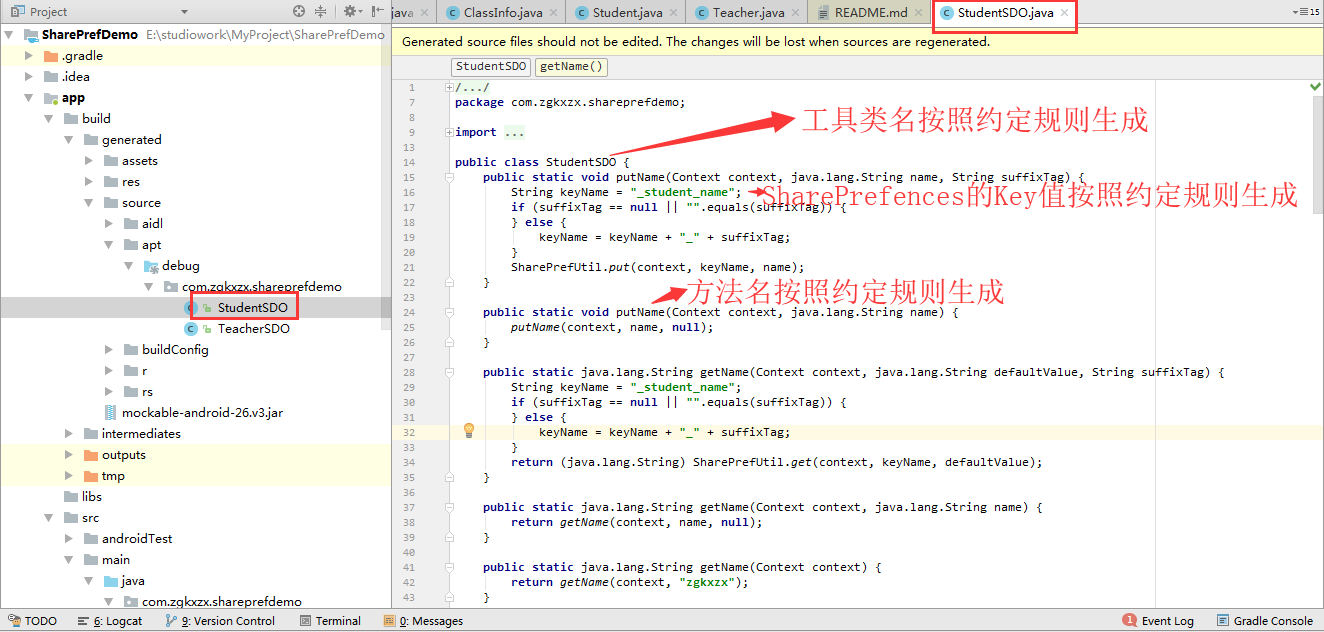 Project
java
ClassInfo.java
Student.java
Teacher.java
README.md
StudentSDO.java
15
SharePrefDemo E:\studiowork\MyProject\SharePrefDemo
.gradle
.idea
app
build
generated
assets
res
source
aidl
apt
debug
com.zgkxzx.shareprefdemo
StudentSDO
TeacherSDO
buildConfig
r
rs
mockable-android-26.v3.jar
intermediates
outputs
tmp
libs
src
androidTest
main
java
com.zgkxzx.shareprefdemo
Generated source files should not be edited. The changes will be lost when sources are regenerated.
StudentSDO getName()
1 /.../
7 package com.zgkxzx.shareprefdemo;
8
9 import ...
13
工具类名按照约定规则生成
14 public class StudentSDO {
15 public static void putName(Context context, java.lang.String name, String suffixTag) {
16 String keyName = "_student_name";
SharePrefences的Key值按照约定规则生成
17 if (suffixTag == null || "".equals(suffixTag)) {
18 } else {
19 keyName = keyName + "_" + suffixTag;
20 }
21 SharePrefUtil.put(context, keyName, name);
22 }
23
方法名按照约定规则生成
24 public static void putName(Context context, java.lang.String name) {
25 putName(context, name, null);
26 }
27
28 public static java.lang.String getName(Context context, java.lang.String defaultValue, String suffixTag) {
29 String keyName = "_student_name";
30 if (suffixTag == null || "".equals(suffixTag)) {
31 } else {
32 keyName = keyName + "_" + suffixTag;
33 }
34 return (java.lang.String) SharePrefUtil.get(context, keyName, defaultValue);
35 }
36
37 public static java.lang.String getName(Context context, java.lang.String name) {
38 return getName(context, name, null);
39 }
40
41 public static java.lang.String getName(Context context) {
42 return getName(context, "zgkxzx");
43 }
TODO
6: Logcat
9: Version Control
Terminal
0: Messages
1 Event Log
Gradle Console